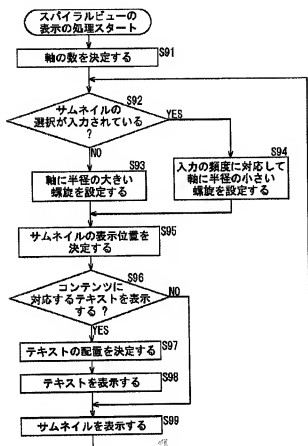 スパイラルビューの
表示の処理スタート
S91
軸の数を決定する
S92
サムネイルの
選択が入力されている
?
YES
NO
S93
軸に半径の大きい
螺旋を設定する
S94
入力の頻度に対応して
軸に半径の小さい
螺旋を設定する
S95
サムネイルの表示位置を
決定する
S96
コンテンツに
対応するテキストを表示
する ?
NO
YES
S97
テキストの配置を決定する
S98
テキストを表示する
S99
サムネイルを表示する